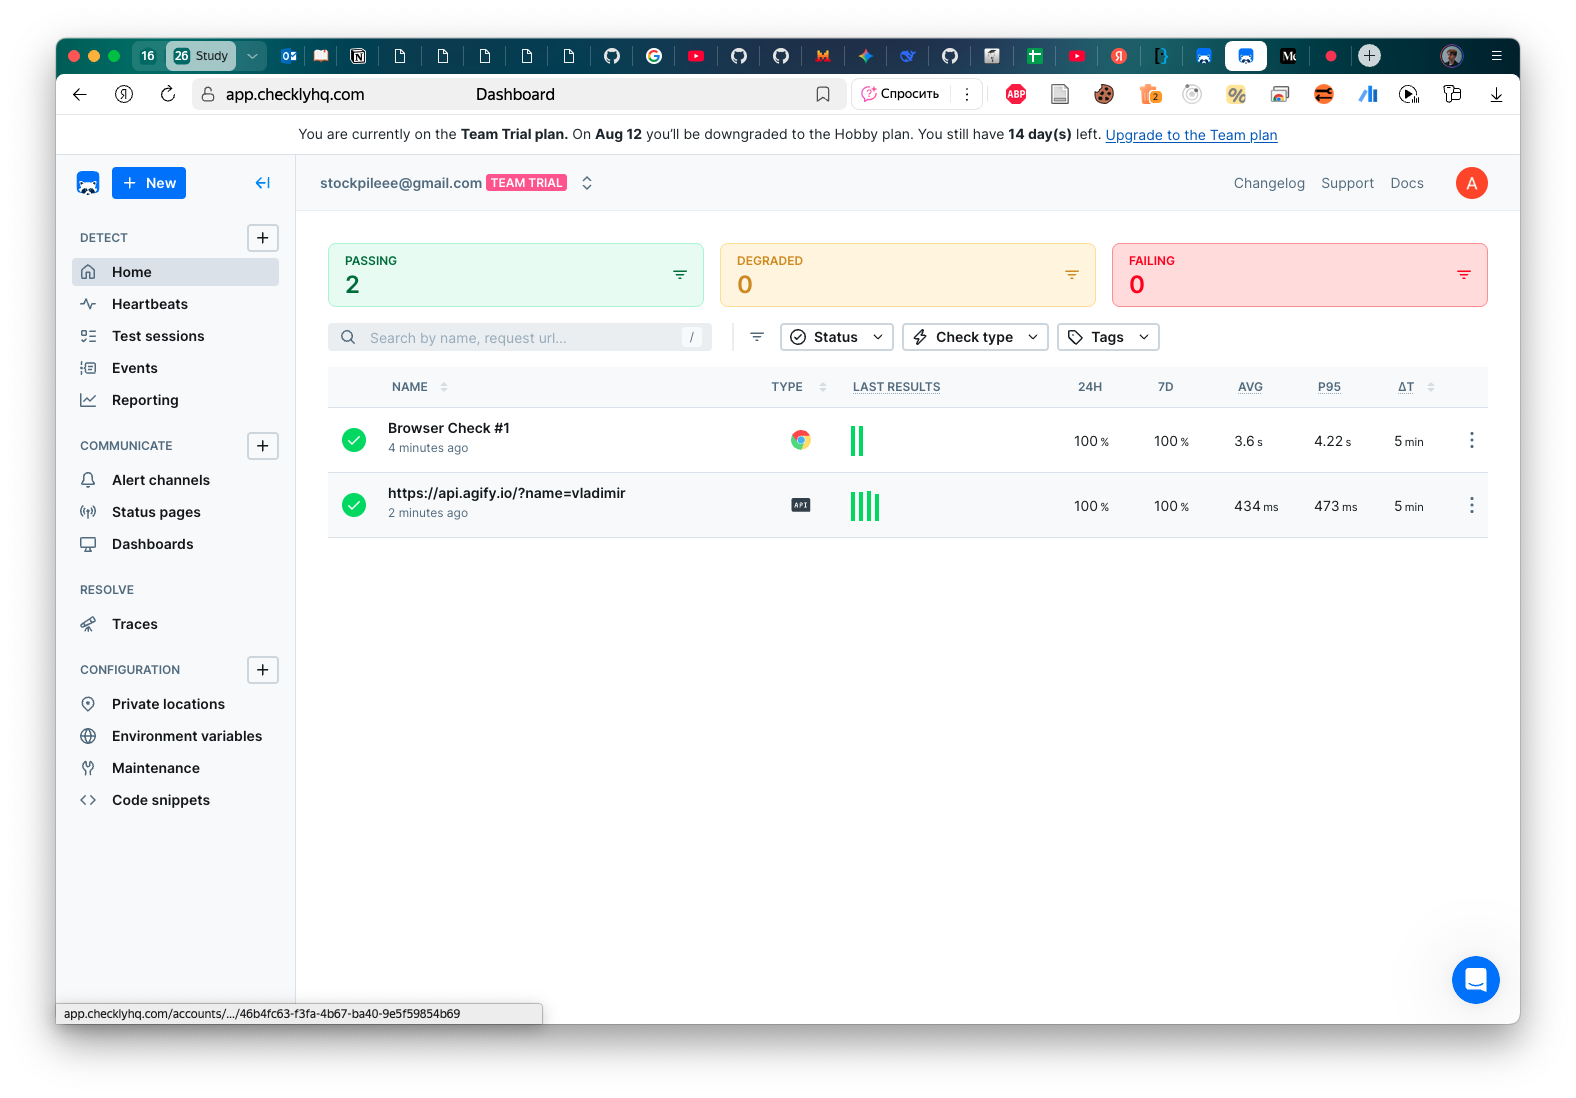 16
26 Study
app.checklyhq.com
Dashboard
Спросить
ABP
2
You are currently on the Team Trial plan. On Aug 12 you'll be downgraded to the Hobby plan. You still have 14 day(s) left. Upgrade to the Team plan
+ New
stockpileee@gmail.com TEAM TRIAL
Changelog Support Docs
A
DETECT
Home
Heartbeats
Test sessions
Events
Reporting
COMMUNICATE
Alert channels
Status pages
Dashboards
RESOLVE
Traces
CONFIGURATION
Private locations
Environment variables
Maintenance
Code snippets
PASSING
2
DEGRADED
0
FAILING
0
Search by name, request url... /
Status
Check type
Tags
NAME TYPE LAST RESULTS 24H 7D AVG P95 ΔT
Browser Check #1
4 minutes ago
100 % 100 % 3.6 s 4.22 s 5 min
https://api.agify.io/?name=vladimir
2 minutes ago
API
100 % 100 % 434 ms 473 ms 5 min
app.checklyhq.com/accounts/.../46b4fc63-f3fa-4b67-ba40-9e5f59854b69